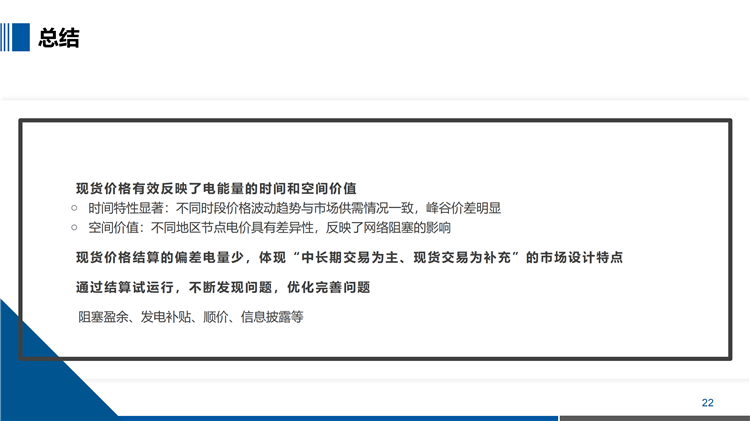 总结
现货价格有效反映了电能量的时间和空间价值
○ 时间特性显著：不同时段价格波动趋势与市场供需情况一致，峰谷价差明显
○ 空间价值：不同地区节点电价具有差异性，反映了网络阻塞的影响
现货价格结算的偏差电量少，体现“中长期交易为主、现货交易为补充”的市场设计特点
通过结算试运行，不断发现问题，优化完善问题
阻塞盈余、发电补贴、顺价、信息披露等
22